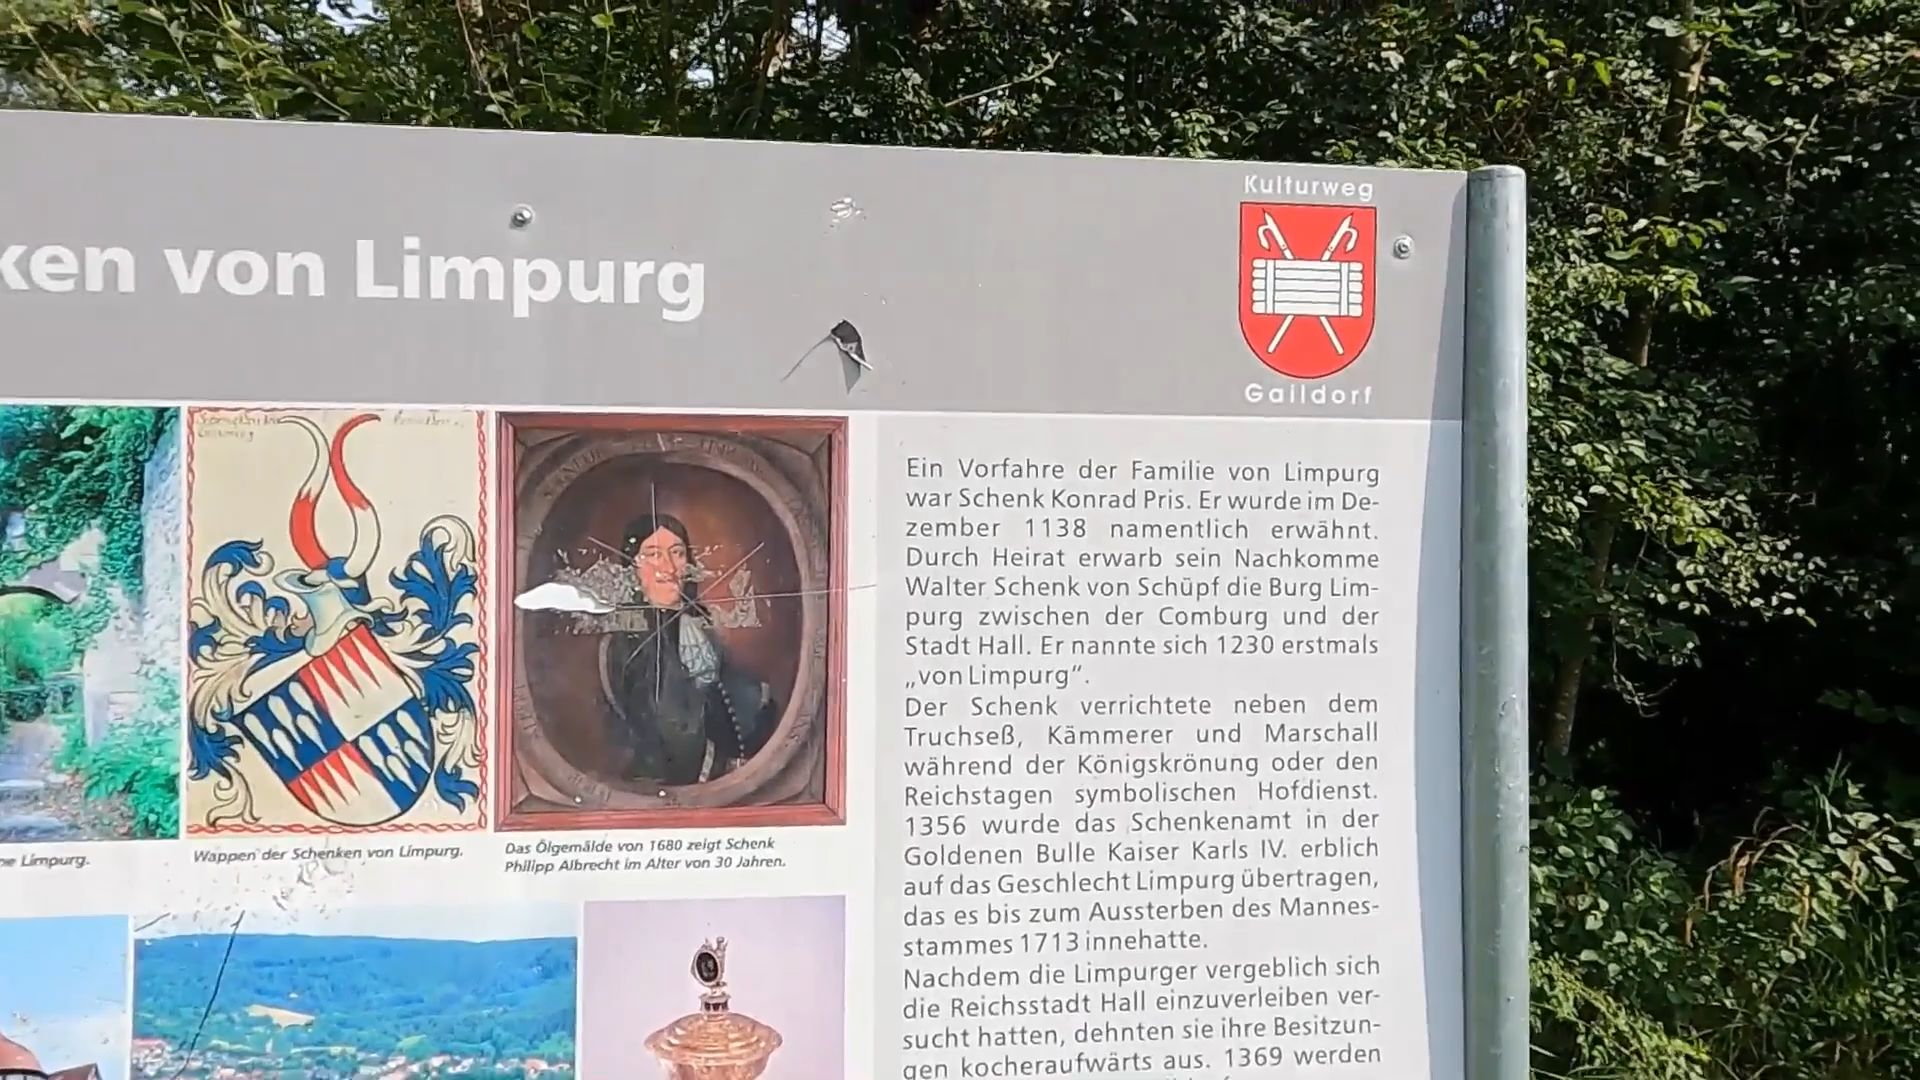 ken von Limpurg
Kulturweg
Gaildorf
Limpurg.
Wappen der Schenken von Limpurg.
Das Ölgemälde von 1680 zeigt Schenk
Philipp Albrecht im Alter von 30 Jahren.
Ein Vorfahre der Familie von Limpurg
war Schenk Konrad Pris. Er wurde im De-
zember 1138 namentlich erwähnt.
Durch Heirat erwarb sein Nachkomme
Walter Schenk von Schüpf die Burg Lim-
purg zwischen der Comburg und der
Stadt Hall. Er nannte sich 1230 erstmals
„von Limpurg“.
Der Schenk verrichtete neben dem
Truchseß, Kämmerer und Marschall
während der Königskrönung oder den
Reichstagen symbolischen Hofdienst.
1356 wurde das Schenkenamt in der
Goldenen Bulle Kaiser Karls IV. erblich
auf das Geschlecht Limpurg übertragen,
das es bis zum Aussterben des Mannes-
stammes 1713 innehatte.
Nachdem die Limpurger vergeblich sich
die Reichsstadt Hall einzuverleiben ver-
sucht hatten, dehnten sie ihre Besitzun-
gen kocheraufwärts aus. 1369 werden